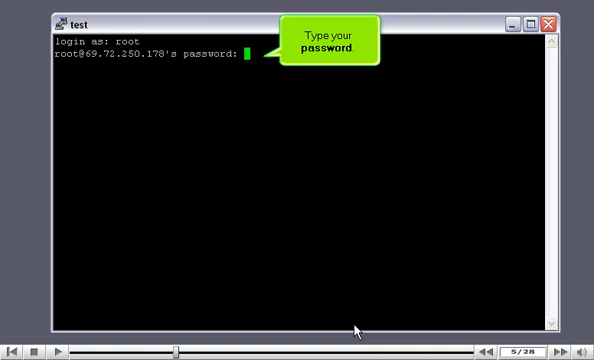 test
login as: root
root@69.72.250.178's password:
Type your
password.
5/28